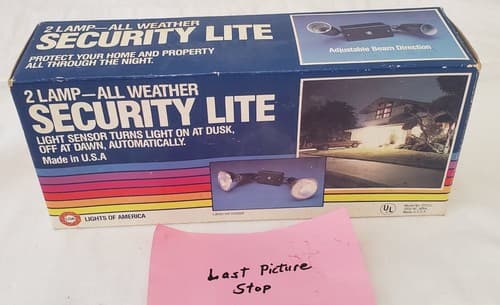 2 LAMP—ALL WEATHER
SECURITY LITE
PROTECT YOUR HOME AND PROPERTY
ALL THROUGH THE NIGHT.
Adjustable Beam Direction
2 LAMP—ALL WEATHER
SECURITY LITE
LIGHT SENSOR TURNS LIGHT ON AT DUSK,
OFF AT DAWN, AUTOMATICALLY.
Made in U.S.A
LIGHTS OF AMERICA
UL
Made in U.S.A.
Last Picture
Stop